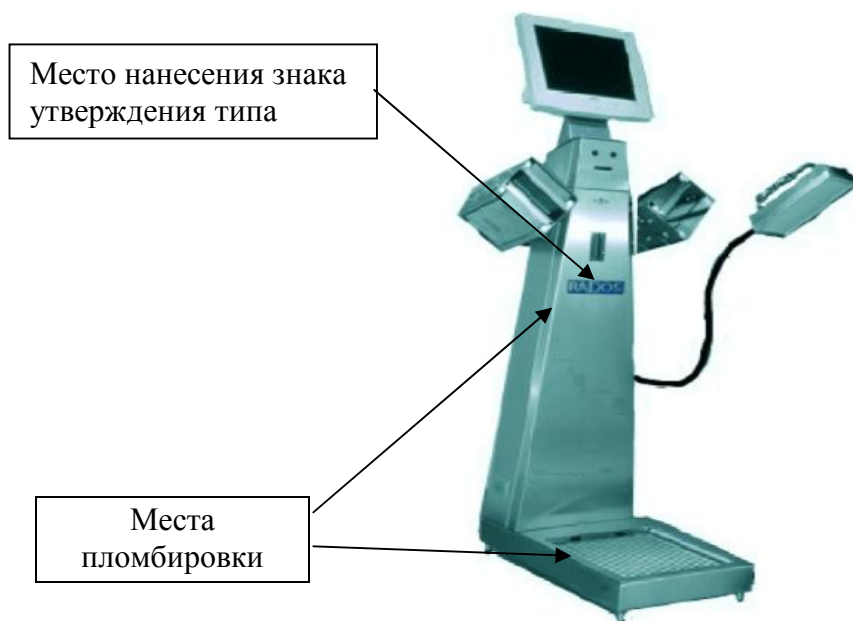 Место нанесения знака
утверждения типа
RADOS
Места
пломбировки